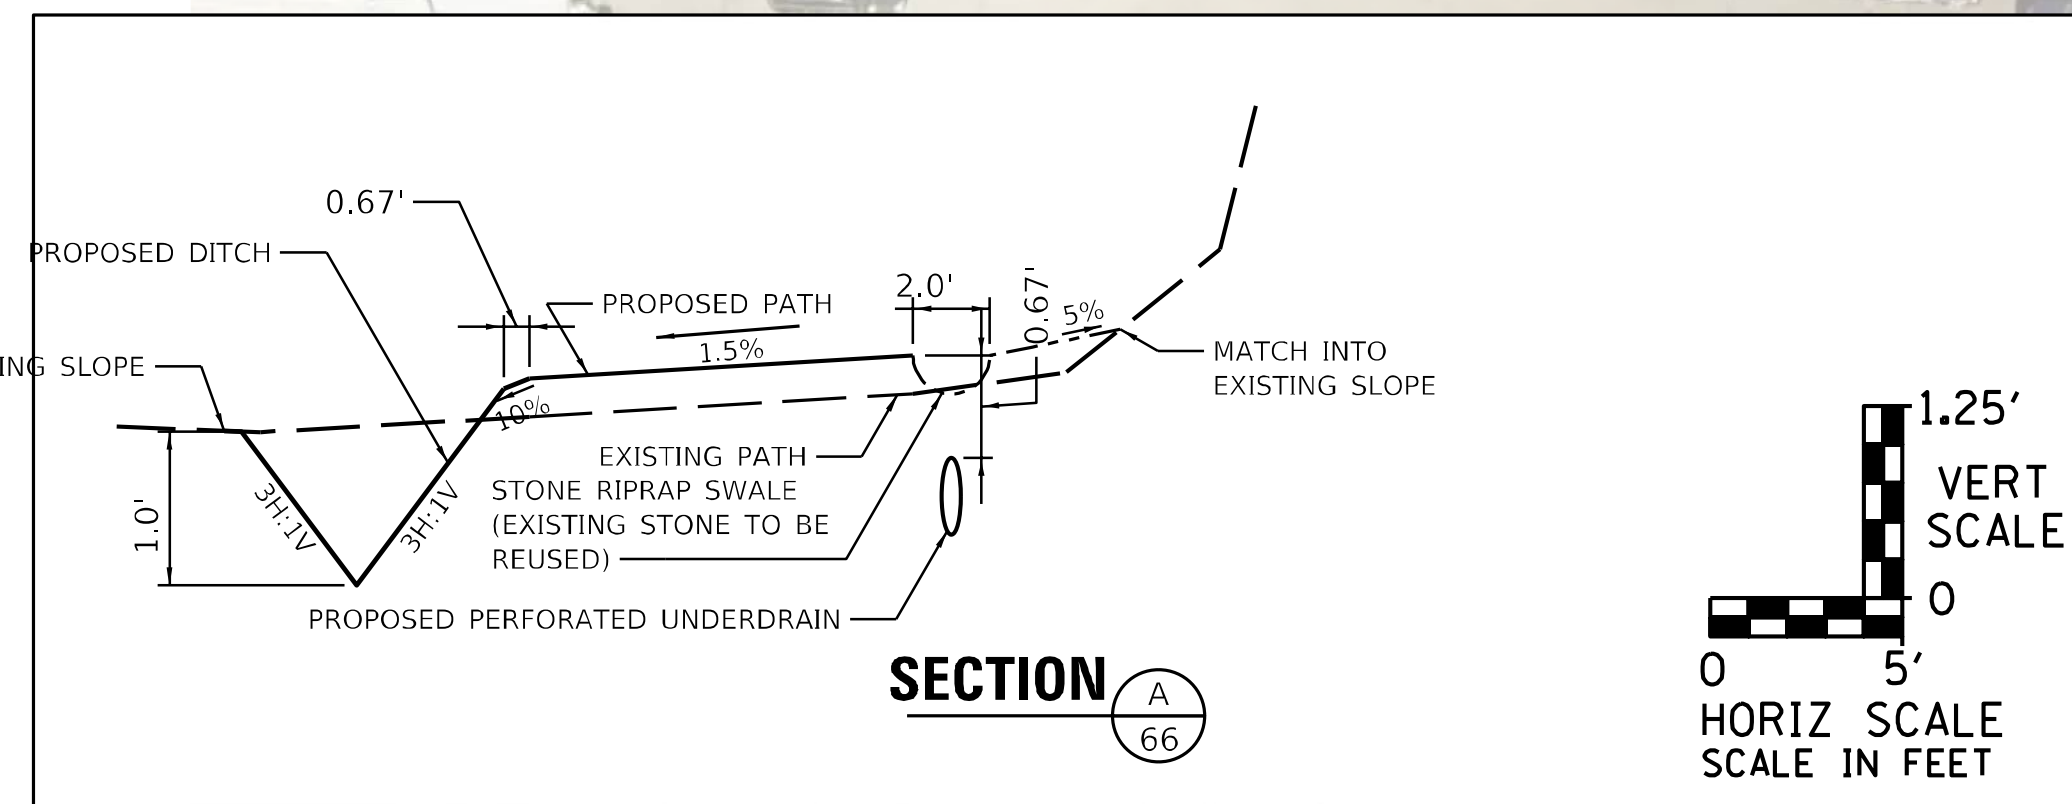 0.67'
PROPOSED DITCH
2.0'
0.67'
PROPOSED PATH
5%
1.5%
ING SLOPE
MATCH INTO
EXISTING SLOPE
10%
1.25'
EXISTING PATH
VERT
SCALE
STONE RIPRAP SWALE
(EXISTING STONE TO BE
REUSED)
1.0'
3H:1V
3H:1V
PROPOSED PERFORATED UNDERDRAIN
0
0
5'
HORIZ SCALE
SCALE IN FEET
SECTION
A
66